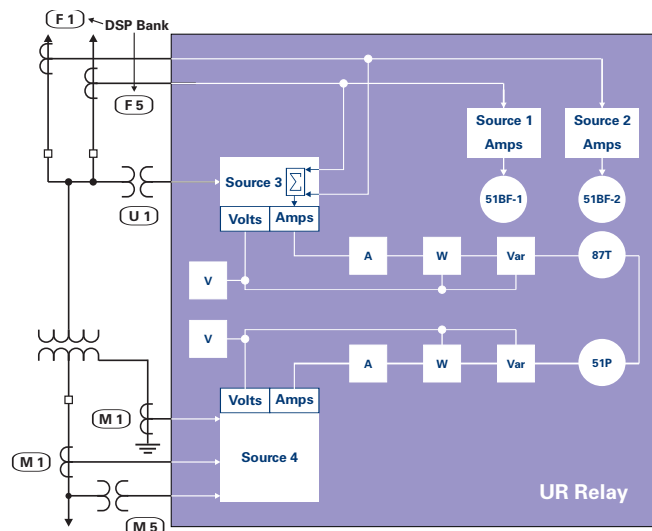 F 1
DSP Bank
F 5
Source 1
Amps
Source 2
Amps
Source 3
Σ
U 1
51BF-1
51BF-2
Volts
Amps
A
W
Var
87T
V
V
A
W
Var
51P
Volts
Amps
M 1
Source 4
M 1
UR Relay
M 5